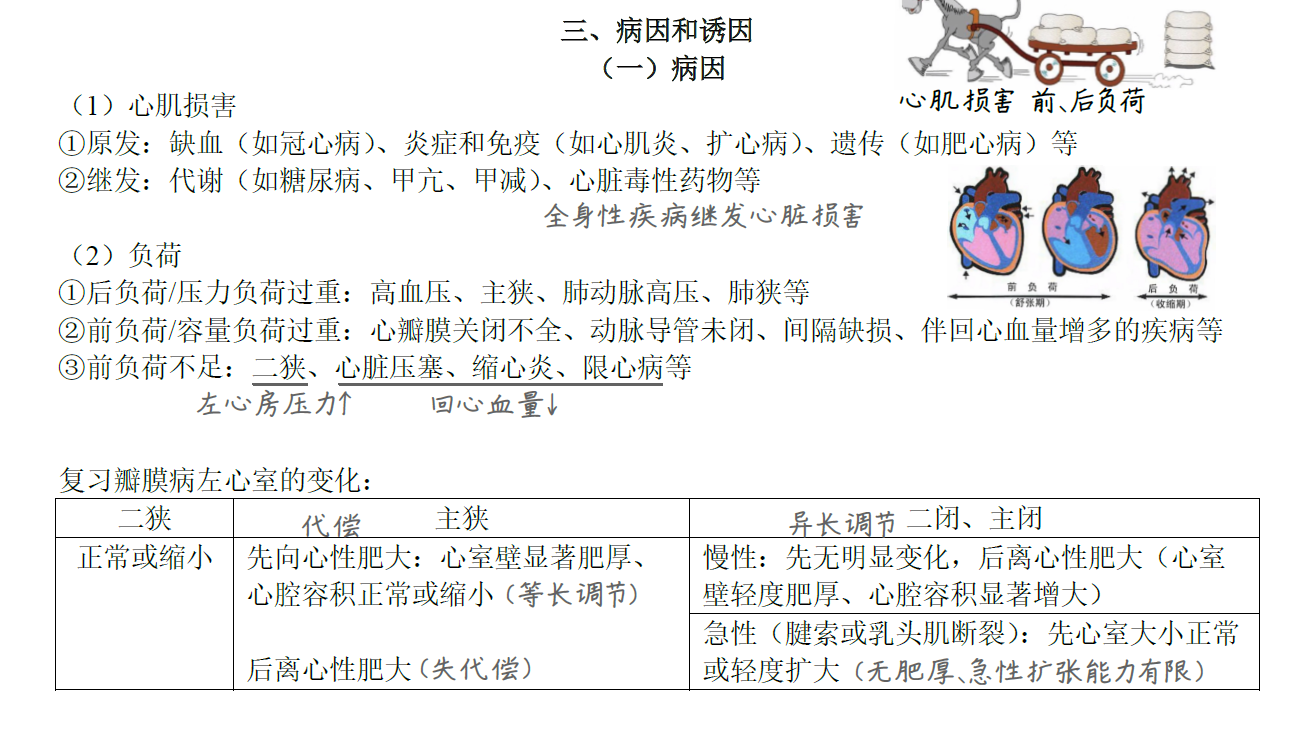 三、病因和诱因
（一）病因
心肌损害 前、后负荷
（1）心肌损害
①原发：缺血（如冠心病）、炎症和免疫（如心肌炎、扩心病）、遗传（如肥心病）等
②继发：代谢（如糖尿病、甲亢、甲减）、心脏毒性药物等
全身性疾病继发心脏损害
（2）负荷
①后负荷/压力负荷过重：高血压、主狭、肺动脉高压、肺狭等
前 负 荷
（舒张期）
后 负 荷
（收缩期）
②前负荷/容量负荷过重：心瓣膜关闭不全、动脉导管未闭、间隔缺损、伴回心血量增多的疾病等
③前负荷不足：二狭、心脏压塞、缩心炎、限心病等
左心房压力↑ 回心血量↓
复习瓣膜病左心室的变化：
二狭
代偿 主狭
异长调节 二闭、主闭
正常或缩小
先向心性肥大：心室壁显著肥厚、
心腔容积正常或缩小（等长调节）
后离心性肥大（失代偿）
慢性：先无明显变化，后离心性肥大（心室
壁轻度肥厚、心腔容积显著增大）
急性（腱索或乳头肌断裂）：先心室大小正常
或轻度扩大（无肥厚、急性扩张能力有限）